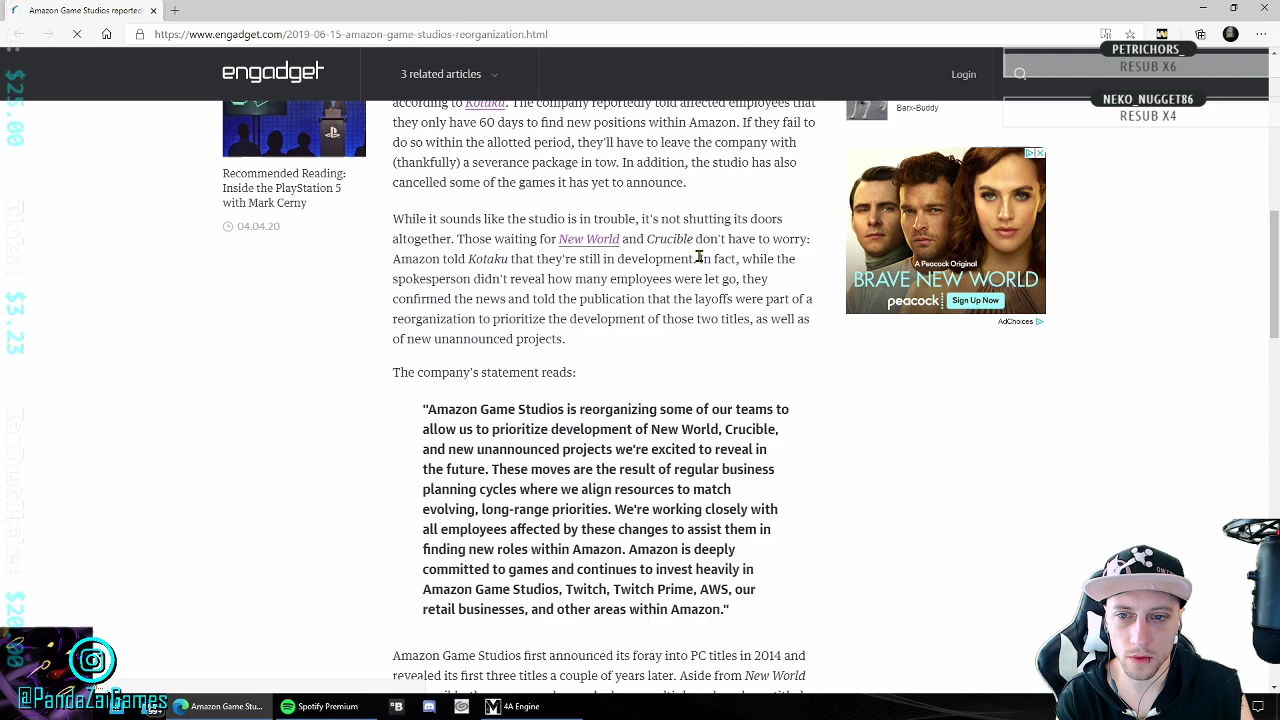 Amazon Game Studios reported
https://www.engadget.com/2019-06-15-amazon-game-studios-reorganization.html
engadget
3 related articles
Login
PETRICHORS_
RESUB X6
NEKO_NUGGET86
RESUB X4
$25.00
$3.23
according to Kotaku. The company reportedly told affected employees that
they only have 60 days to find new positions within Amazon. If they fail to
do so within the allotted period, they'll have to leave the company with
(thankfully) a severance package in tow. In addition, the studio has also
cancelled some of the games it has yet to announce.
Barx-Buddy
Recommended Reading:
Inside the PlayStation 5
with Mark Cerny
04.04.20
While it sounds like the studio is in trouble, it's not shutting its doors
altogether. Those waiting for New World and Crucible don't have to worry:
Amazon told Kotaku that they're still in development. In fact, while the
spokesperson didn't reveal how many employees were let go, they
confirmed the news and told the publication that the layoffs were part of a
reorganization to prioritize the development of those two titles, as well as
of new unannounced projects.
A Peacock Original
BRAVE NEW WORLD
peacock
Sign Up Now
AdChoices
The company's statement reads:
"Amazon Game Studios is reorganizing some of our teams to
allow us to prioritize development of New World, Crucible,
and new unannounced projects we're excited to reveal in
the future. These moves are the result of regular business
planning cycles where we align resources to match
evolving, long-range priorities. We're working closely with
all employees affected by these changes to assist them in
finding new roles within Amazon. Amazon is deeply
committed to games and continues to invest heavily in
Amazon Game Studios, Twitch, Twitch Prime, AWS, our
retail businesses, and other areas within Amazon."
Amazon Game Studios first announced its foray into PC titles in 2014 and
revealed its first three titles a couple of years later. Aside from New World
@PandaZaiGames
Amazon Game Stu...
Spotify Premium
4A Engine